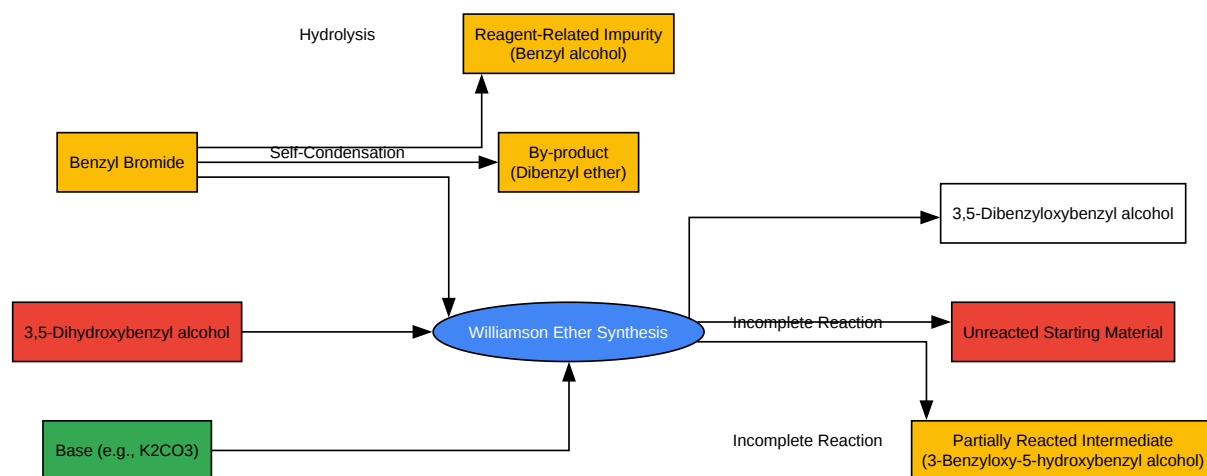 Hydrolysis
Reagent-Related Impurity
(Benzyl alcohol)
Benzyl Bromide
Self-Condensation
By-product
(Dibenzyl ether)
3,5-Dibenzyloxybenzyl alcohol
3,5-Dihydroxybenzyl alcohol
Williamson Ether Synthesis
Incomplete Reaction
Unreacted Starting Material
Base (e.g., K2CO3)
Incomplete Reaction
Partially Reacted Intermediate
(3-Benzyloxy-5-hydroxybenzyl alcohol)